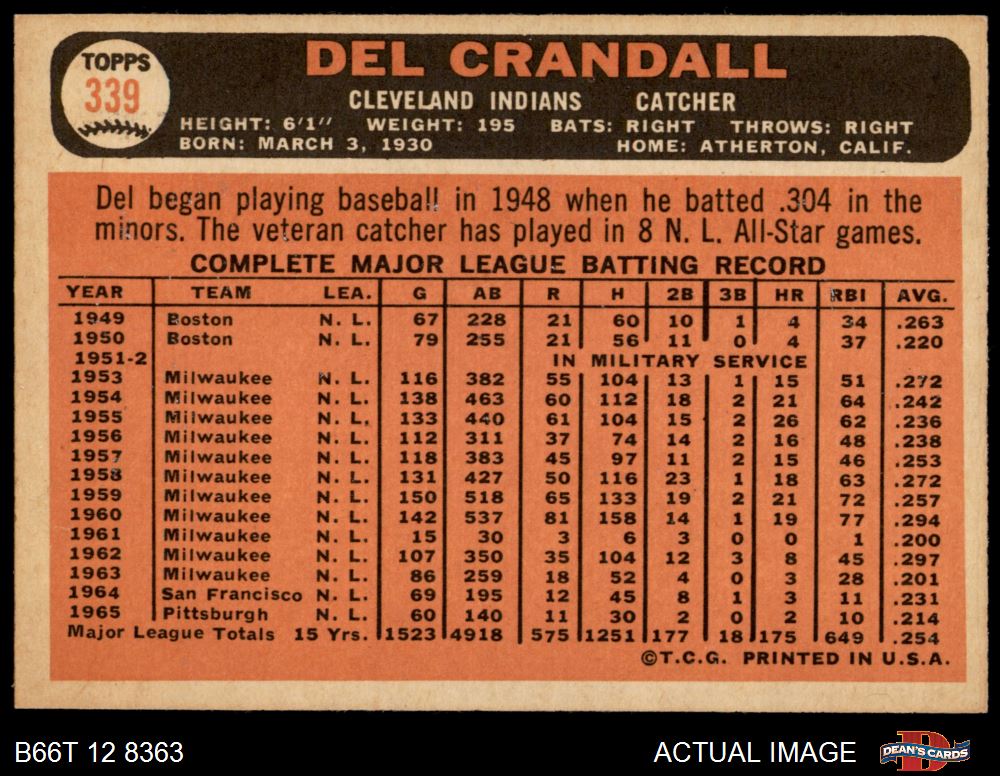 TOPPS
339
DEL CRANDALL
CLEVELAND INDIANS CATCHER
HEIGHT: 6'1" WEIGHT: 195 BATS: RIGHT THROWS: RIGHT
BORN: MARCH 3, 1930 HOME: ATHERTON, CALIF.
Del began playing baseball in 1948 when he batted .304 in the
minors. The veteran catcher has played in 8 N. L. All-Star games.
COMPLETE MAJOR LEAGUE BATTING RECORD
YEAR TEAM LEA. G AB R H 2B 3B HR RBI AVG.
1949 Boston N. L. 67 228 21 60 10 1 4 34 .263
1950 Boston N. L. 79 255 21 56 11 0 4 37 .220
1951-2 IN MILITARY SERVICE
1953 Milwaukee N. L. 116 382 55 104 13 1 15 51 .272
1954 Milwaukee N. L. 138 463 60 112 18 2 21 64 .242
1955 Milwaukee N. L. 133 440 61 104 15 2 26 62 .236
1956 Milwaukee N. L. 112 311 37 74 14 2 16 48 .238
1957 Milwaukee N. L. 118 383 45 97 11 2 15 46 .253
1958 Milwaukee N. L. 131 427 50 116 23 1 18 63 .272
1959 Milwaukee N. L. 150 518 65 133 19 2 21 72 .257
1960 Milwaukee N. L. 142 537 81 158 14 1 19 77 .294
1961 Milwaukee N. L. 15 30 3 6 3 0 0 1 .200
1962 Milwaukee N. L. 107 350 35 104 12 3 8 45 .297
1963 Milwaukee N. L. 86 259 18 52 4 0 3 28 .201
1964 San Francisco N. L. 69 195 12 45 8 1 3 11 .231
1965 Pittsburgh N. L. 60 140 11 30 2 0 2 10 .214
Major League Totals 15 Yrs. 1523 4918 575 1251 177 18 175 649 .254
©T.C.G. PRINTED IN U.S.A.
B66T 12 8363 ACTUAL IMAGE DEAN'S CARDS